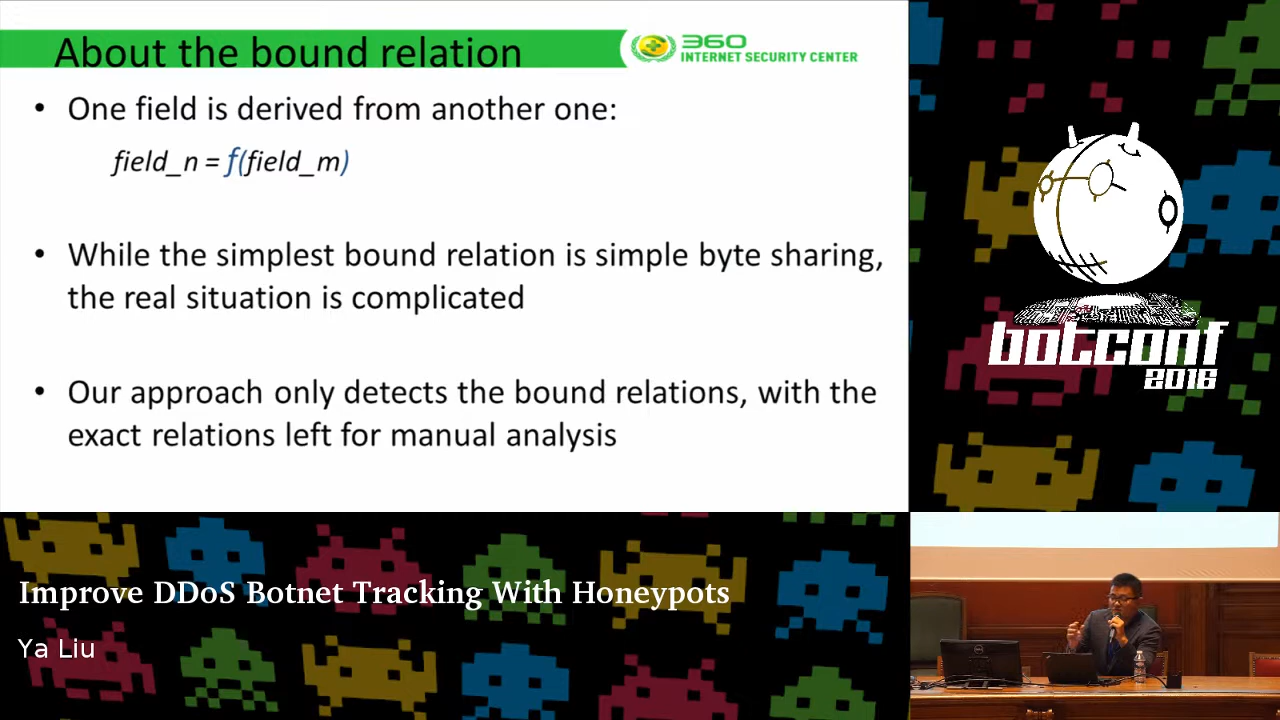 About the bound relation
360
INTERNET SECURITY CENTER
• One field is derived from another one:
field_n = f(field_m)
• While the simplest bound relation is simple byte sharing,
the real situation is complicated
• Our approach only detects the bound relations, with the
exact relations left for manual analysis
botconf
2016
Improve DDoS Botnet Tracking With Honeypots
Ya Liu